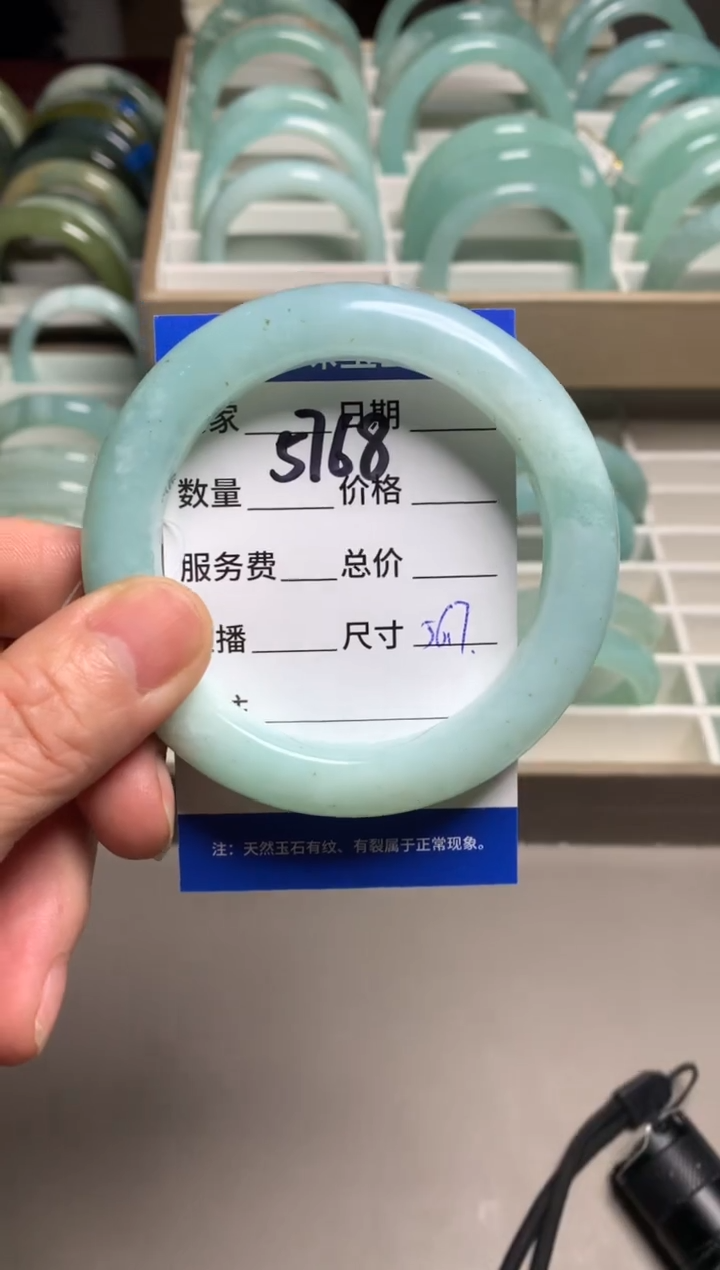 家 日期
5768
数量 价格
服务费 总价
播 尺寸 56.7
注：天然玉石有纹、有裂属于正常现象。